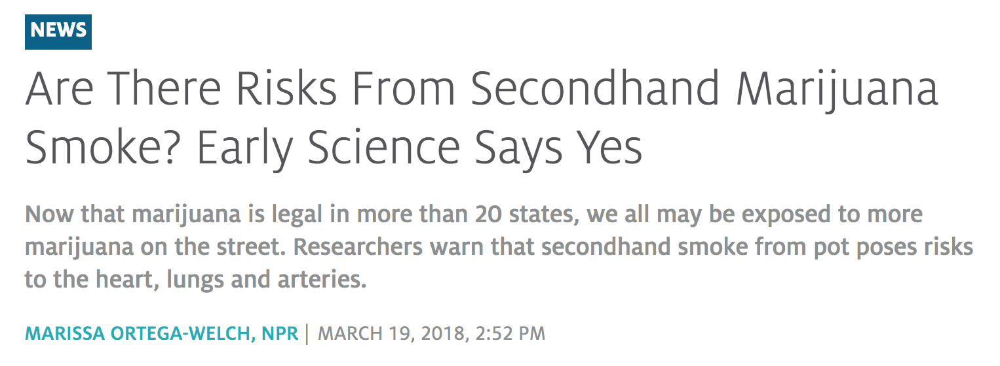 NEWS
Are There Risks From Secondhand Marijuana
Smoke? Early Science Says Yes
Now that marijuana is legal in more than 20 states, we all may be exposed to more
marijuana on the street. Researchers warn that secondhand smoke from pot poses risks
to the heart, lungs and arteries.
MARISSA ORTEGA-WELCH, NPR | MARCH 19, 2018, 2:52 PM